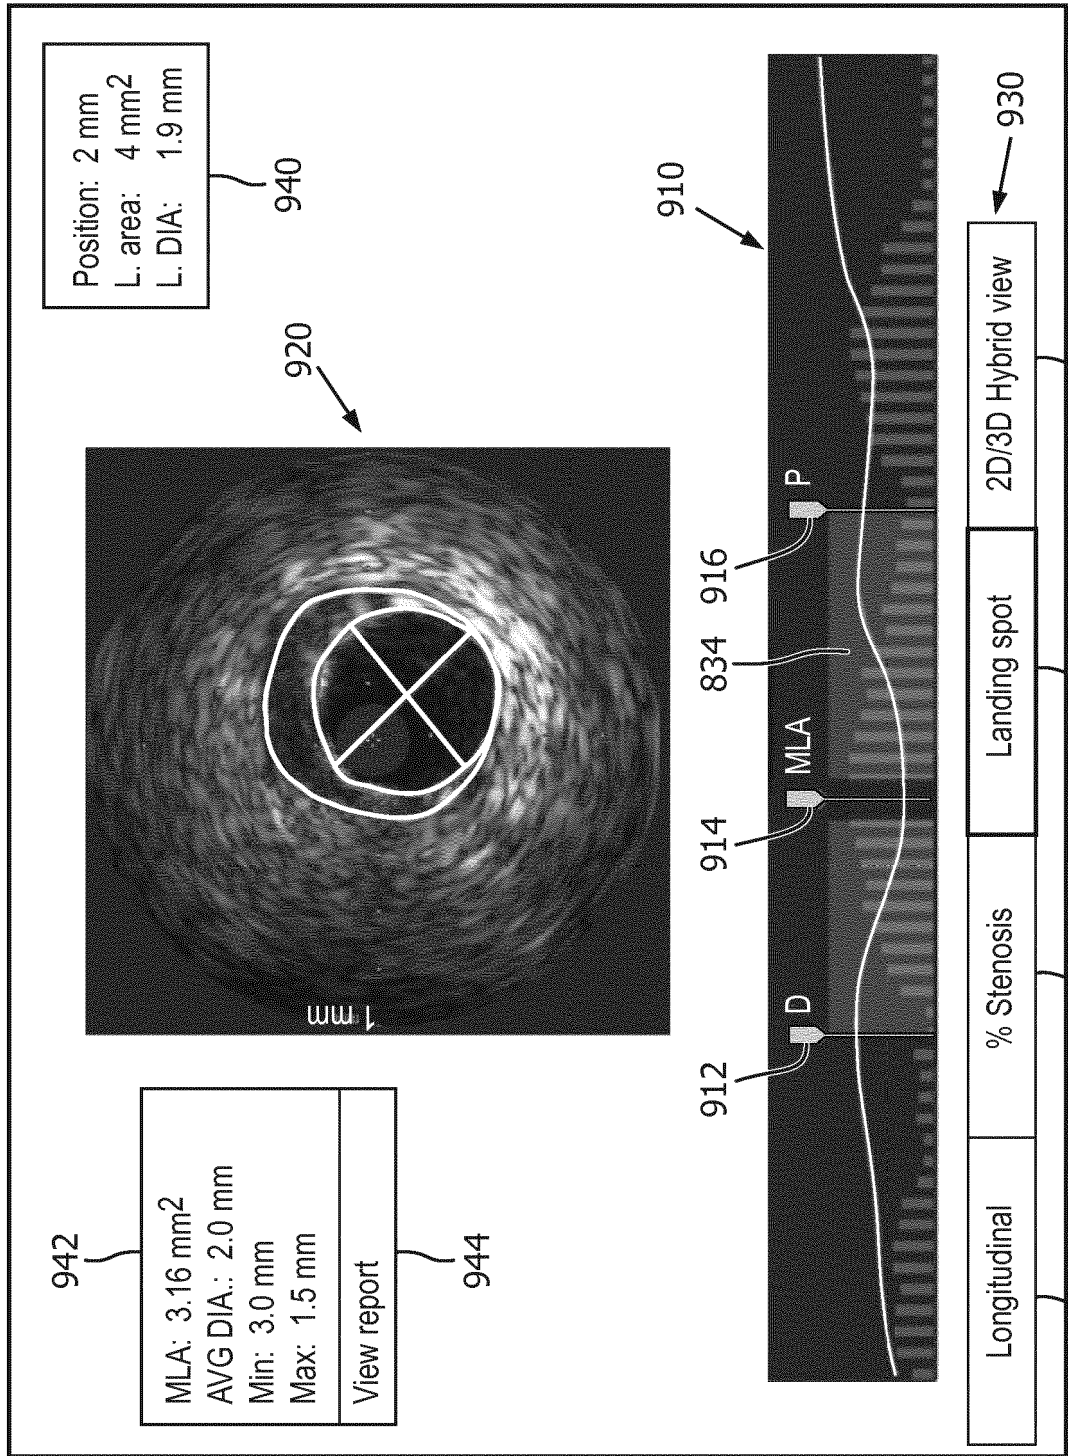 942
MLA: 3.16 mm²
AVG DIA.: 2.0 mm
Min: 3.0 mm
Max: 1.5 mm
View report
944
1 mm
920
Position: 2 mm
L. area: 4 mm²
L. DIA: 1.9 mm
940
912
914
834
916
910
D
MLA
P
930
Longitudinal
% Stenosis
Landing spot
2D/3D Hybrid view